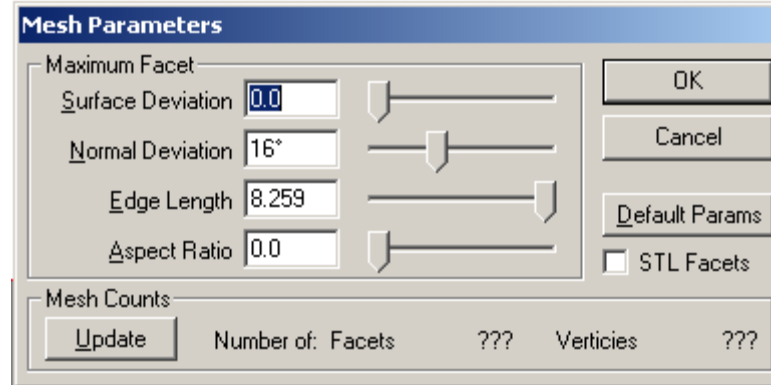 Mesh Parameters
Maximum Facet
Surface Deviation 0.0
Normal Deviation 16°
Edge Length 8.259
Aspect Ratio 0.0
OK
Cancel
Default Params
STL Facets
Mesh Counts
Update Number of: Facets ??? Verticies ???